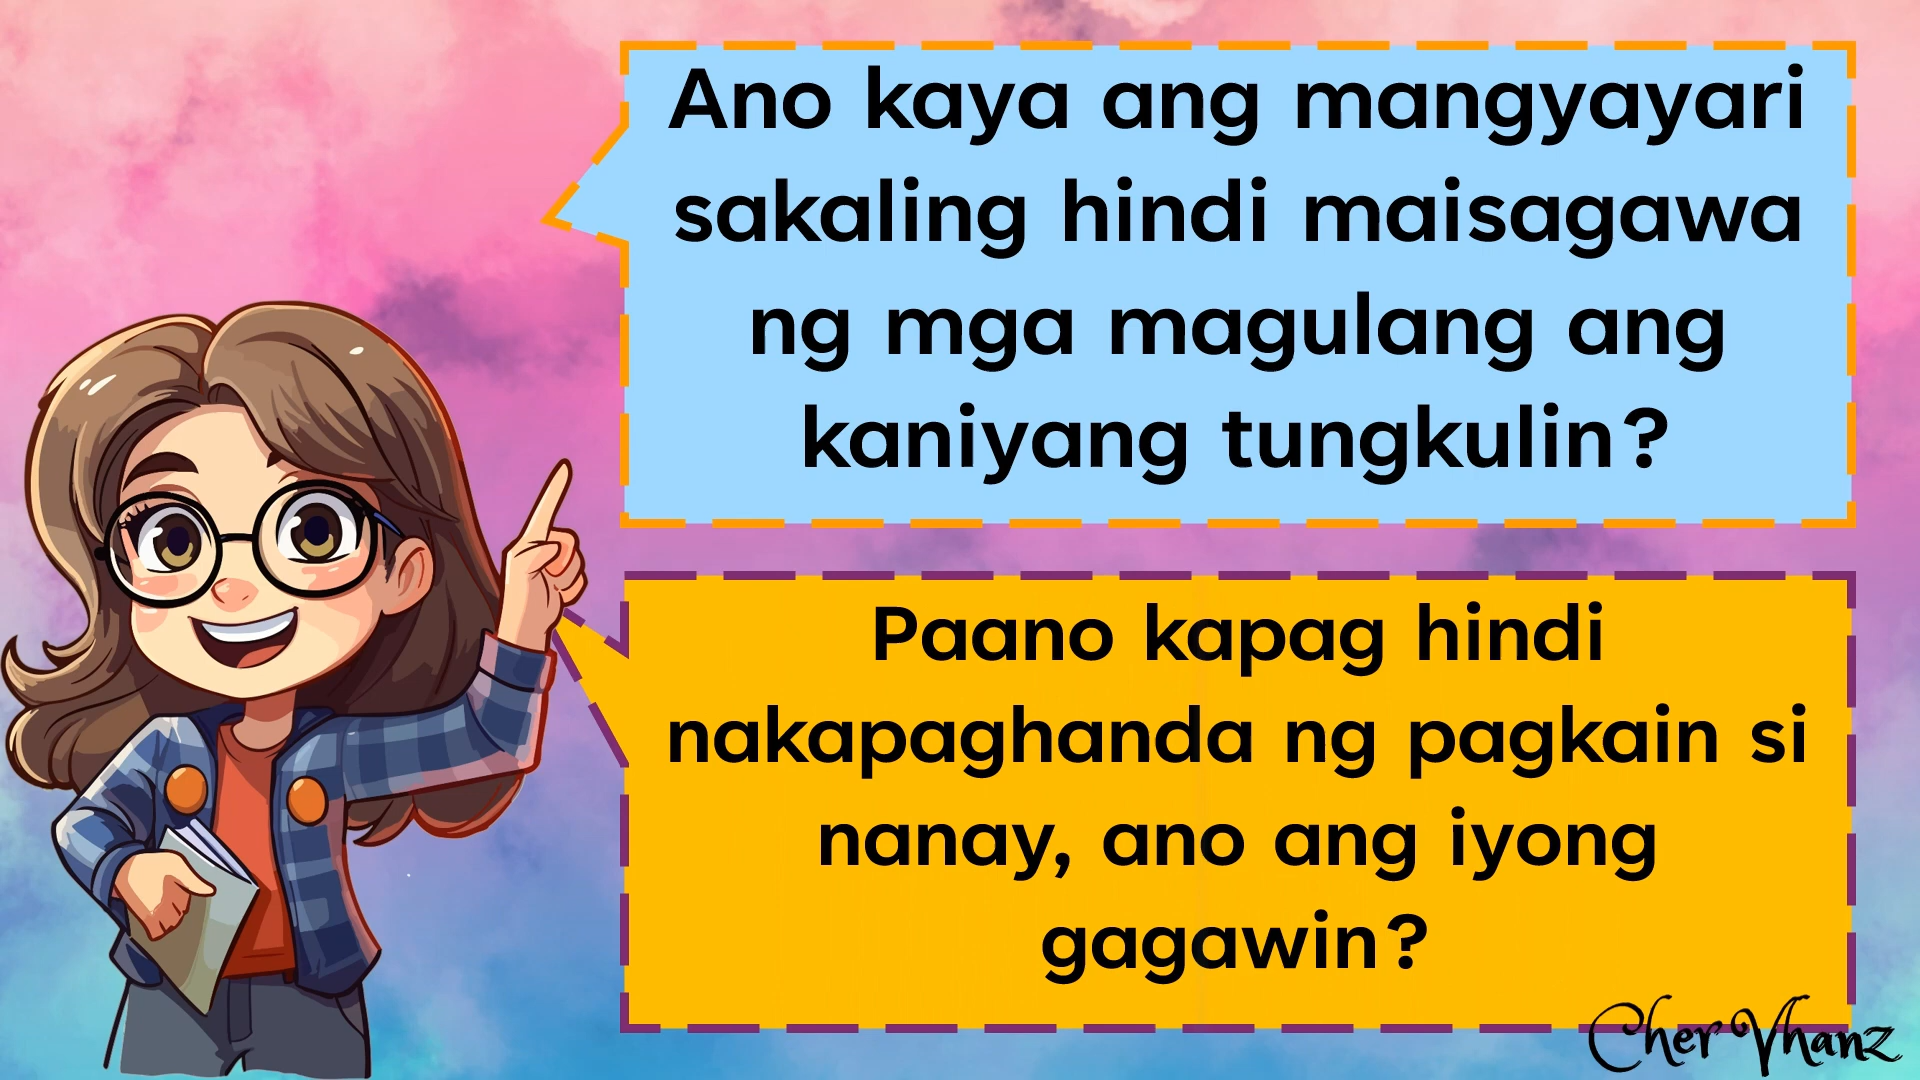 Ano kaya ang mangyayari
sakaling hindi maisagawa
ng mga magulang ang
kaniyang tungkulin?
Paano kapag hindi
nakapaghanda ng pagkain si
nanay, ano ang iyong
gagawin?
Cher Vhanz